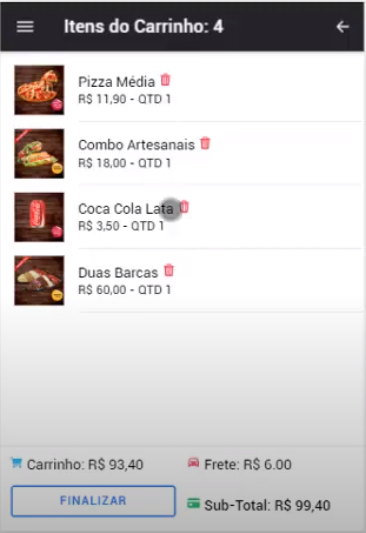 Itens do Carrinho: 4
Pizza Média
R$ 11,90 - QTD 1
Combo Artesanais
R$ 18,00 - QTD 1
Coca Cola Lata
R$ 3,50 - QTD 1
Duas Barcas
R$ 60,00 - QTD 1
Carrinho: R$ 93,40
Frete: R$ 6.00
FINALIZAR
Sub-Total: R$ 99,40